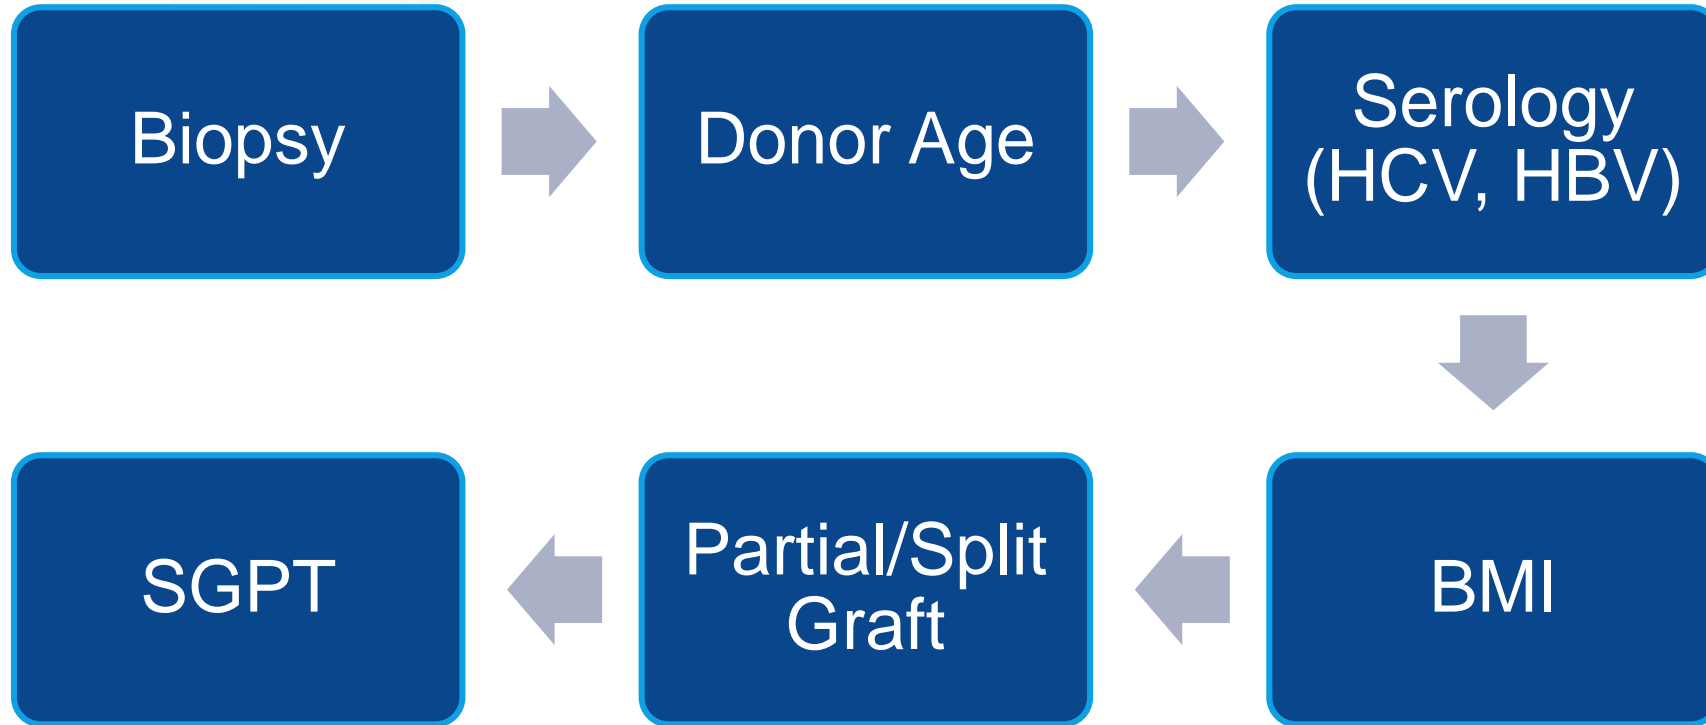 Biopsy
Donor Age
Serology
(HCV, HBV)
BMI
Partial/Split
Graft
SGPT